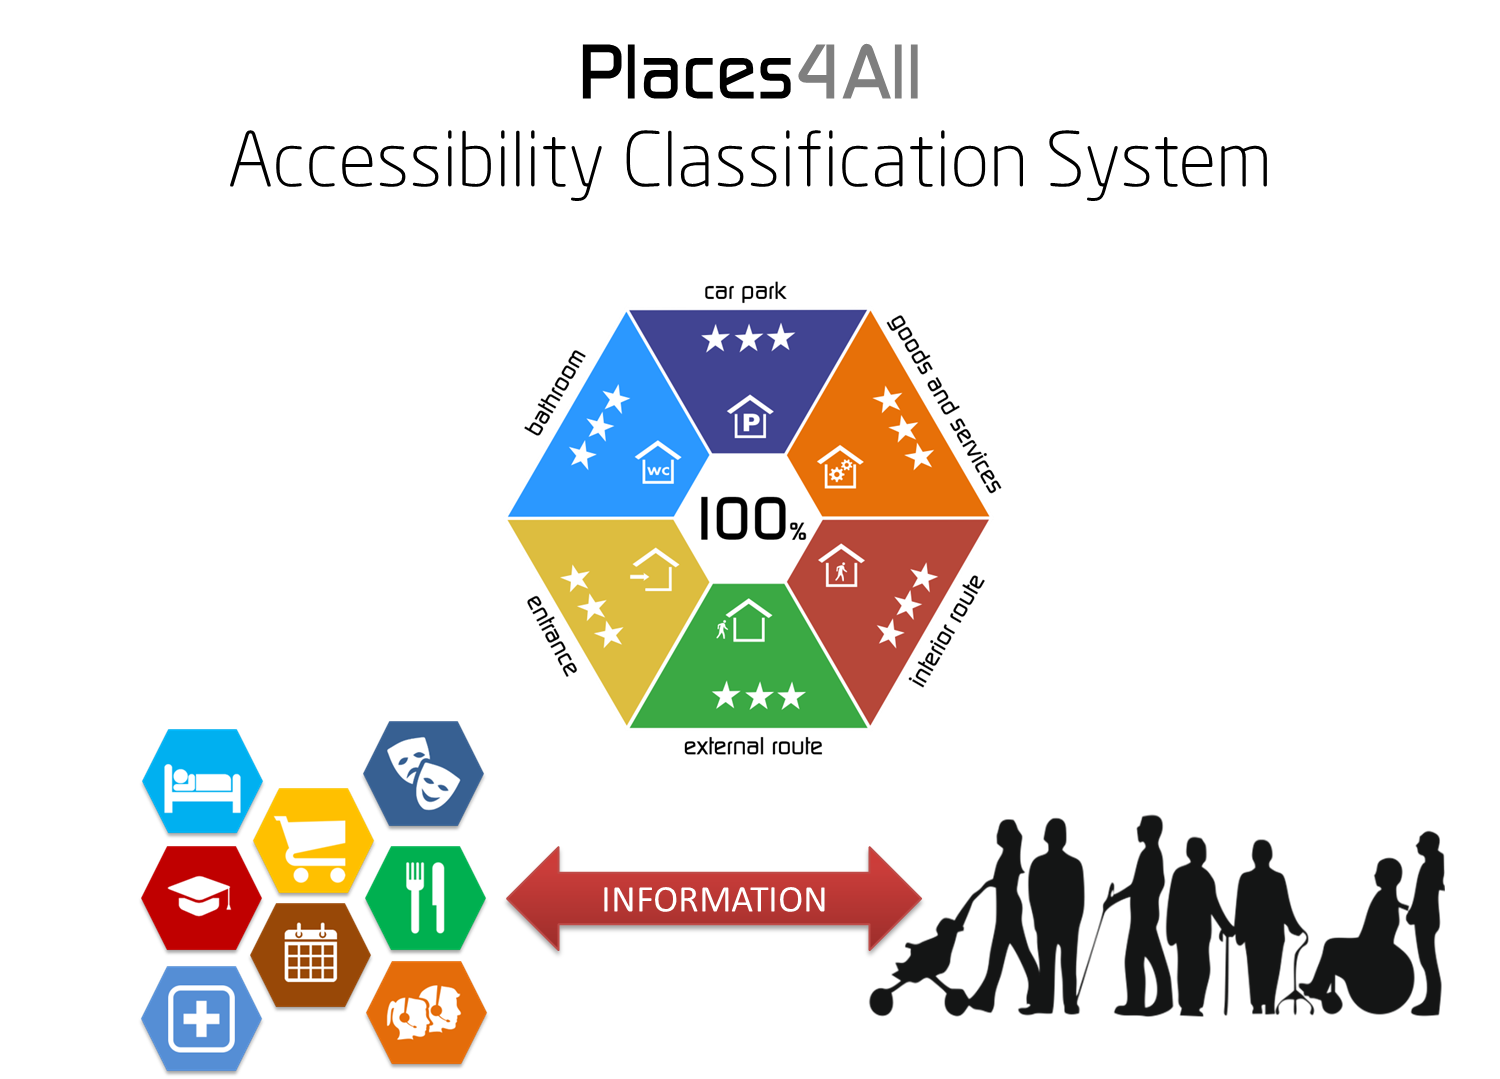 Places4All
Accessibility Classification System
car park
goods and services
bathroom
P
WC
100%
entrance
interior route
external route
INFORMATION